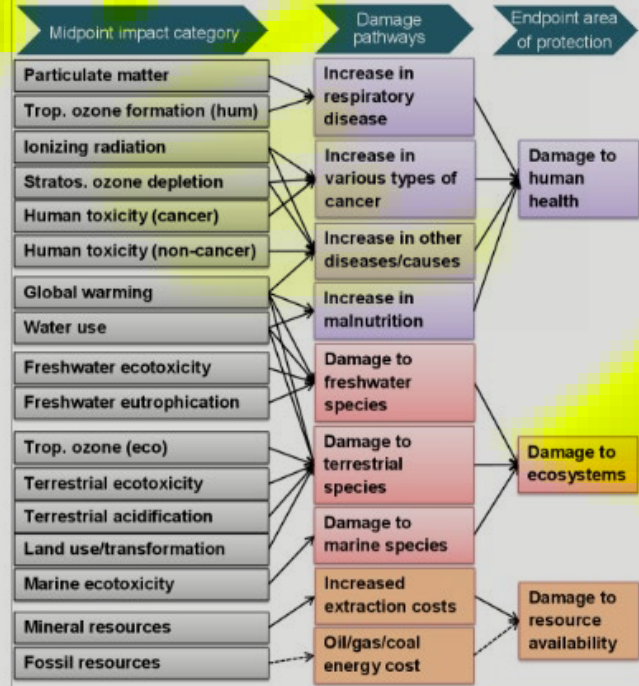 Midpoint impact category
Damage
pathways
Endpoint area
of protection
Particulate matter
Trop. ozone formation (hum)
Ionizing radiation
Stratos. ozone depletion
Human toxicity (cancer)
Human toxicity (non-cancer)
Global warming
Water use
Freshwater ecotoxicity
Freshwater eutrophication
Trop. ozone (eco)
Terrestrial ecotoxicity
Terrestrial acidification
Land use/transformation
Marine ecotoxicity
Mineral resources
Fossil resources
Increase in
respiratory
disease
Increase in
various types of
cancer
Increase in other
diseases/causes
Increase in
malnutrition
Damage to
freshwater
species
Damage to
terrestrial
species
Damage to
marine species
Increased
extraction costs
Oil/gas/coal
energy cost
Damage to
human
health
Damage to
ecosystems
Damage to
resource
availability